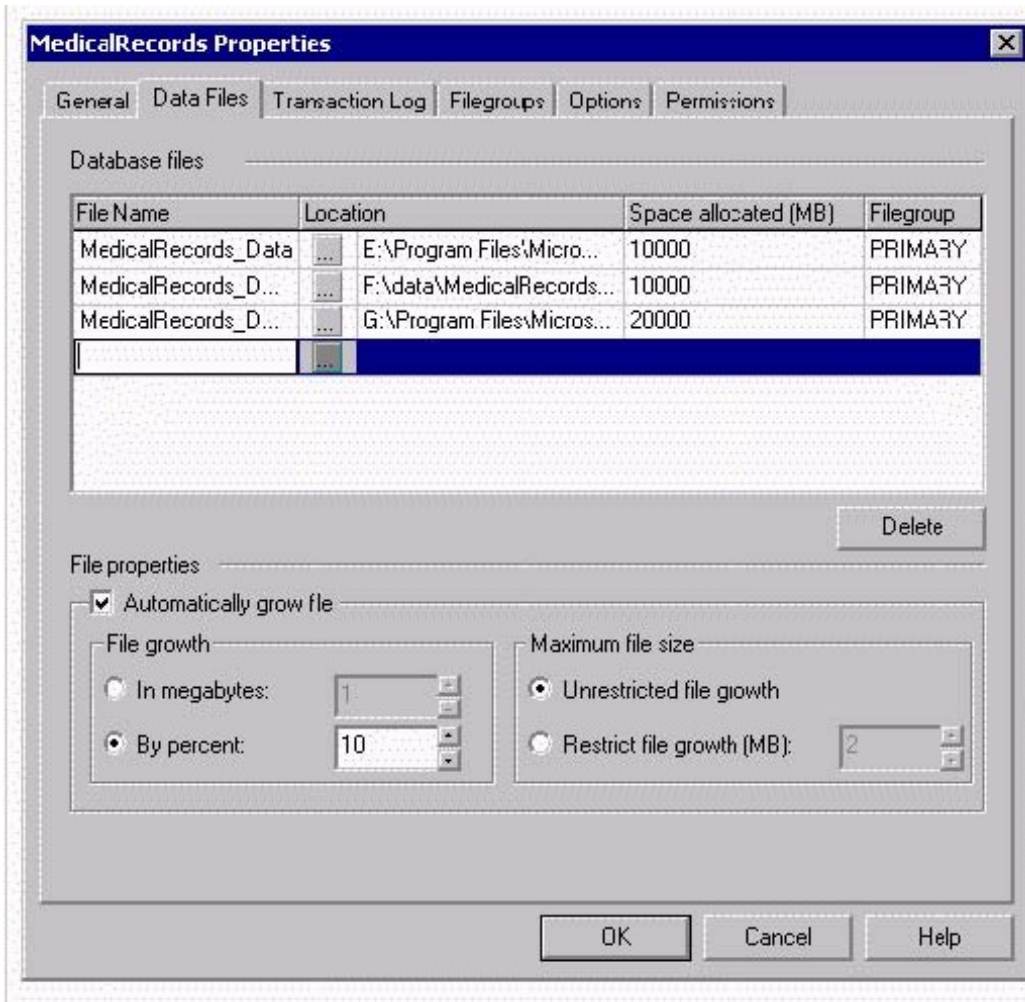 MedicalRecords Properties
General Data Files Transaction Log Filegroups Options Permissions
Database files
File Name Location Space allocated (MB) Filegroup
MedicalRecords_Data ... E:\Program Files\Micro... 10000 PRIMARY
MedicalRecords_D... ... F:\data\MedicalRecords... 10000 PRIMARY
MedicalRecords_D... ... G:\Program Files\Micros... 20000 PRIMARY
...
Delete
File properties
Automatically grow file
File growth
In megabytes: 1
By percent: 10
Maximum file size
Unrestricted file growth
Restrict file growth (MB): 2
OK Cancel Help